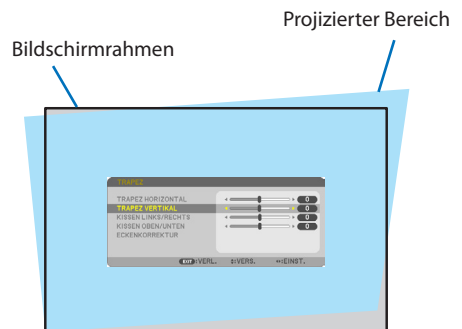 Projizierter Bereich
Bildschirmrahmen
TRAPEZ
TRAPEZ HORIZONTAL 0
TRAPEZ VERTIKAL 0
KISSEN LINKS/RECHTS 0
KISSEN OBEN/UNTEN 0
ECKENKORREKTUR
EXIT :VERL. ↕:VERS. ↔:EINST.